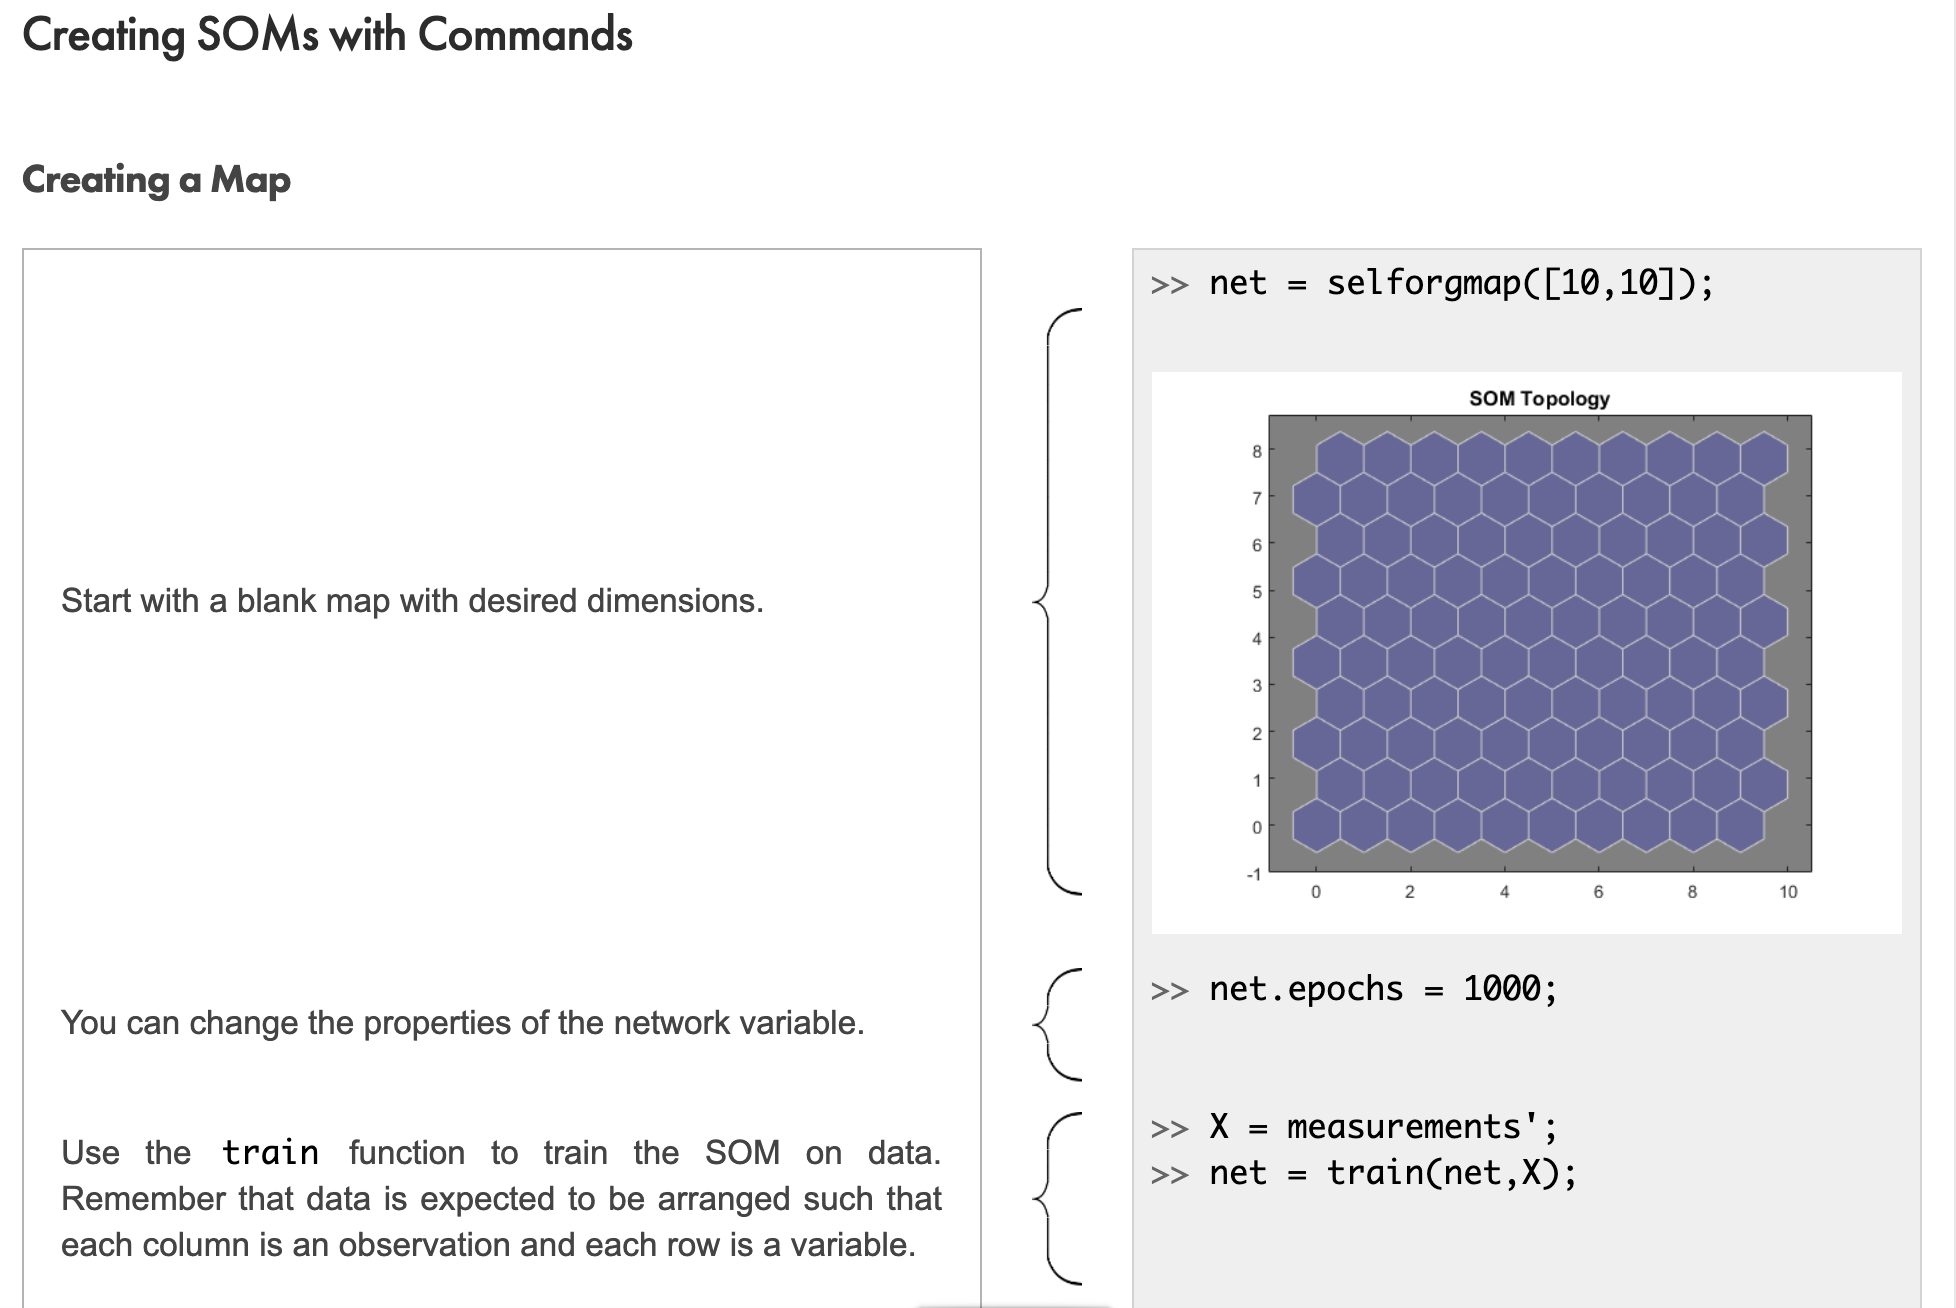 Creating SOMs with Commands
Creating a Map
Start with a blank map with desired dimensions.
>> net = selforgmap([10,10]);
SOM Topology
8
7
6
5
4
3
2
1
0
-1
0 2 4 6 8 10
You can change the properties of the network variable.
>> net.epochs = 1000;
Use the train function to train the SOM on data.
Remember that data is expected to be arranged such that
each column is an observation and each row is a variable.
>> X = measurements';
>> net = train(net,X);